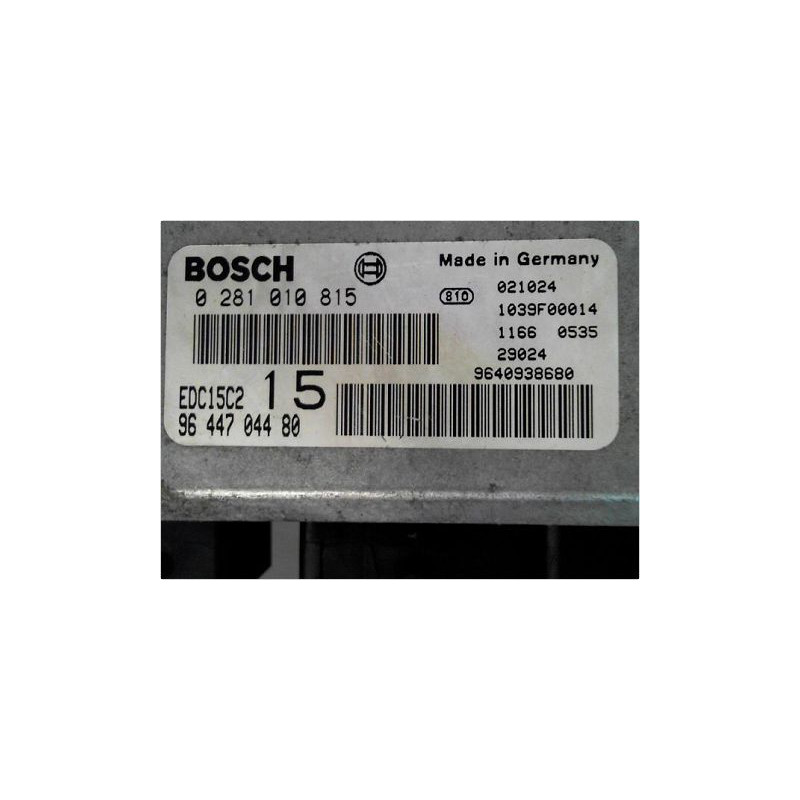 BOSCH
Made in Germany
0 281 010 815
810
021024
1039F00014
1166 0535
29024
9640938680
EDC15C2 15
96 447 044 80